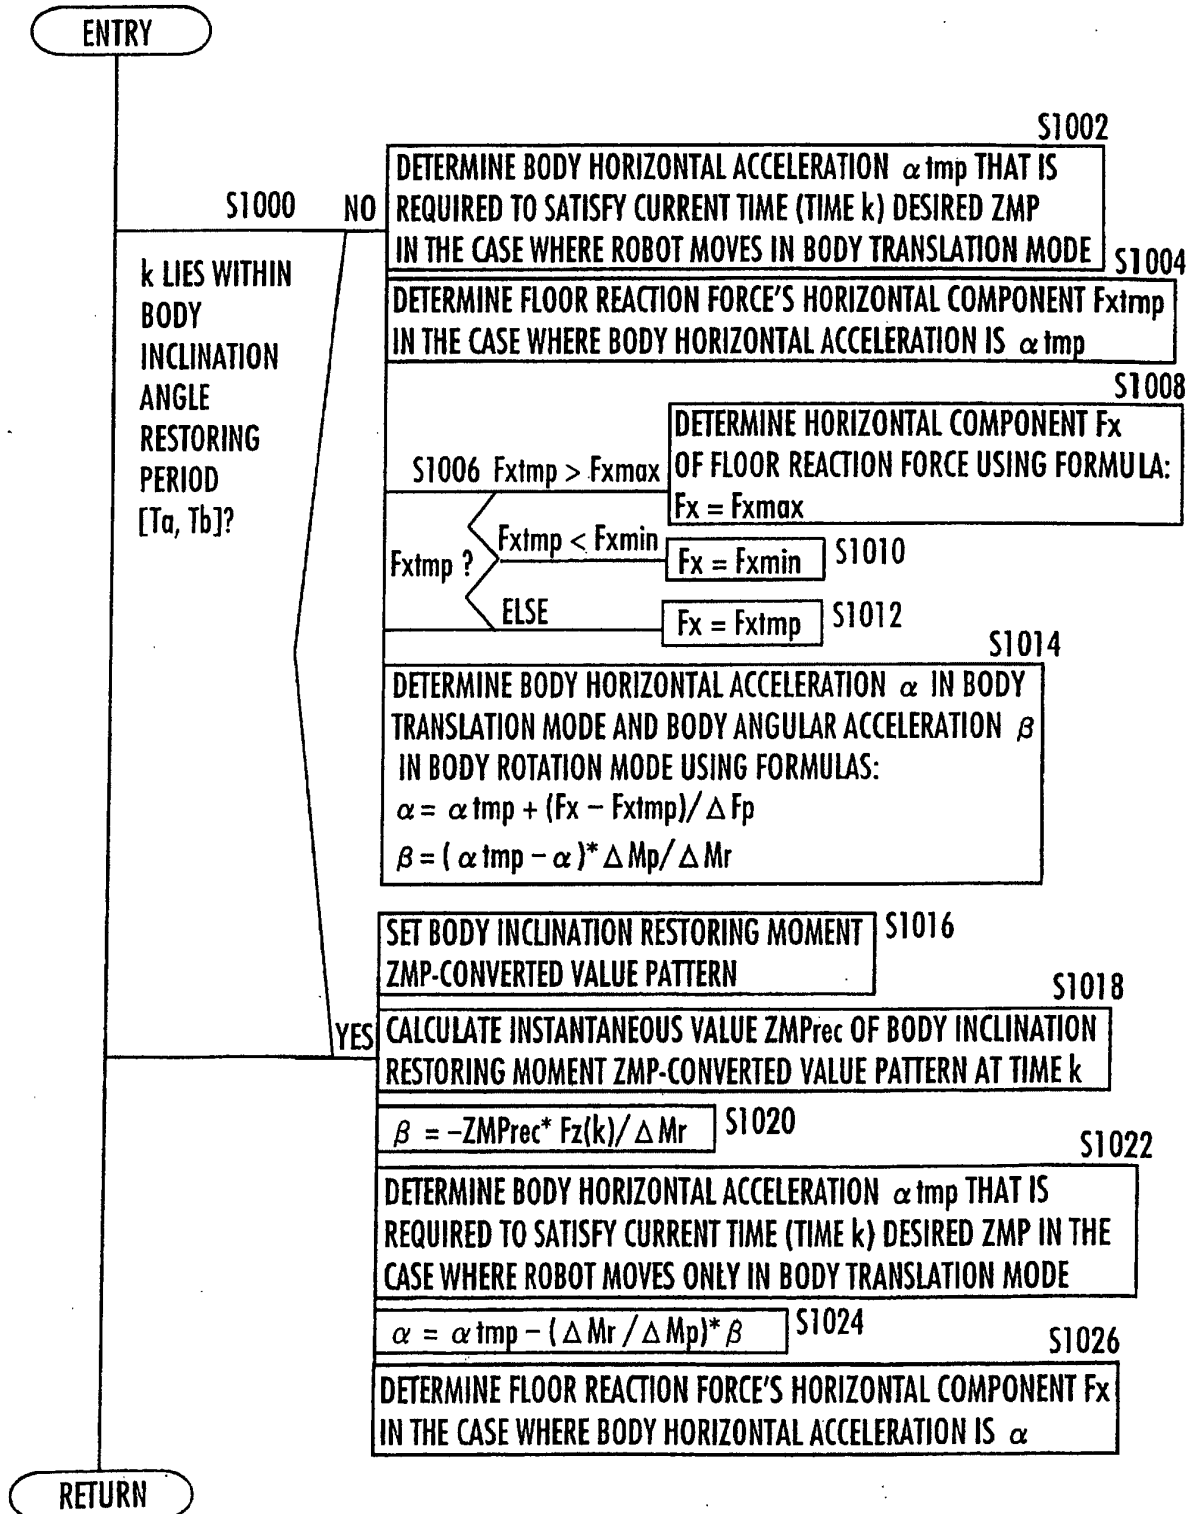 ENTRY
S1000
NO
k LIES WITHIN
BODY
INCLINATION
ANGLE
RESTORING
PERIOD
[Ta, Tb]?
S1002
DETERMINE BODY HORIZONTAL ACCELERATION α tmp THAT IS
REQUIRED TO SATISFY CURRENT TIME (TIME k) DESIRED ZMP
IN THE CASE WHERE ROBOT MOVES IN BODY TRANSLATION MODE
S1004
DETERMINE FLOOR REACTION FORCE'S HORIZONTAL COMPONENT Fxtmp
IN THE CASE WHERE BODY HORIZONTAL ACCELERATION IS α tmp
S1006 Fxtmp > Fxmax
S1008
DETERMINE HORIZONTAL COMPONENT Fx
OF FLOOR REACTION FORCE USING FORMULA:
Fx = Fxmax
Fxtmp ?
Fxtmp < Fxmin
Fx = Fxmin
S1010
ELSE
Fx = Fxtmp
S1012
S1014
DETERMINE BODY HORIZONTAL ACCELERATION α IN BODY
TRANSLATION MODE AND BODY ANGULAR ACCELERATION β
IN BODY ROTATION MODE USING FORMULAS:
α = α tmp + (Fx - Fxtmp)/ΔFp
β = (α tmp - α)* ΔMp/ΔMr
YES
SET BODY INCLINATION RESTORING MOMENT
ZMP-CONVERTED VALUE PATTERN
S1016
S1018
CALCULATE INSTANTANEOUS VALUE ZMPrec OF BODY INCLINATION
RESTORING MOMENT ZMP-CONVERTED VALUE PATTERN AT TIME k
β = -ZMPrec* Fz(k)/ΔMr
S1020
S1022
DETERMINE BODY HORIZONTAL ACCELERATION α tmp THAT IS
REQUIRED TO SATISFY CURRENT TIME (TIME k) DESIRED ZMP IN THE
CASE WHERE ROBOT MOVES ONLY IN BODY TRANSLATION MODE
α = α tmp - (ΔMr /ΔMp)* β
S1024
S1026
DETERMINE FLOOR REACTION FORCE'S HORIZONTAL COMPONENT Fx
IN THE CASE WHERE BODY HORIZONTAL ACCELERATION IS α
RETURN